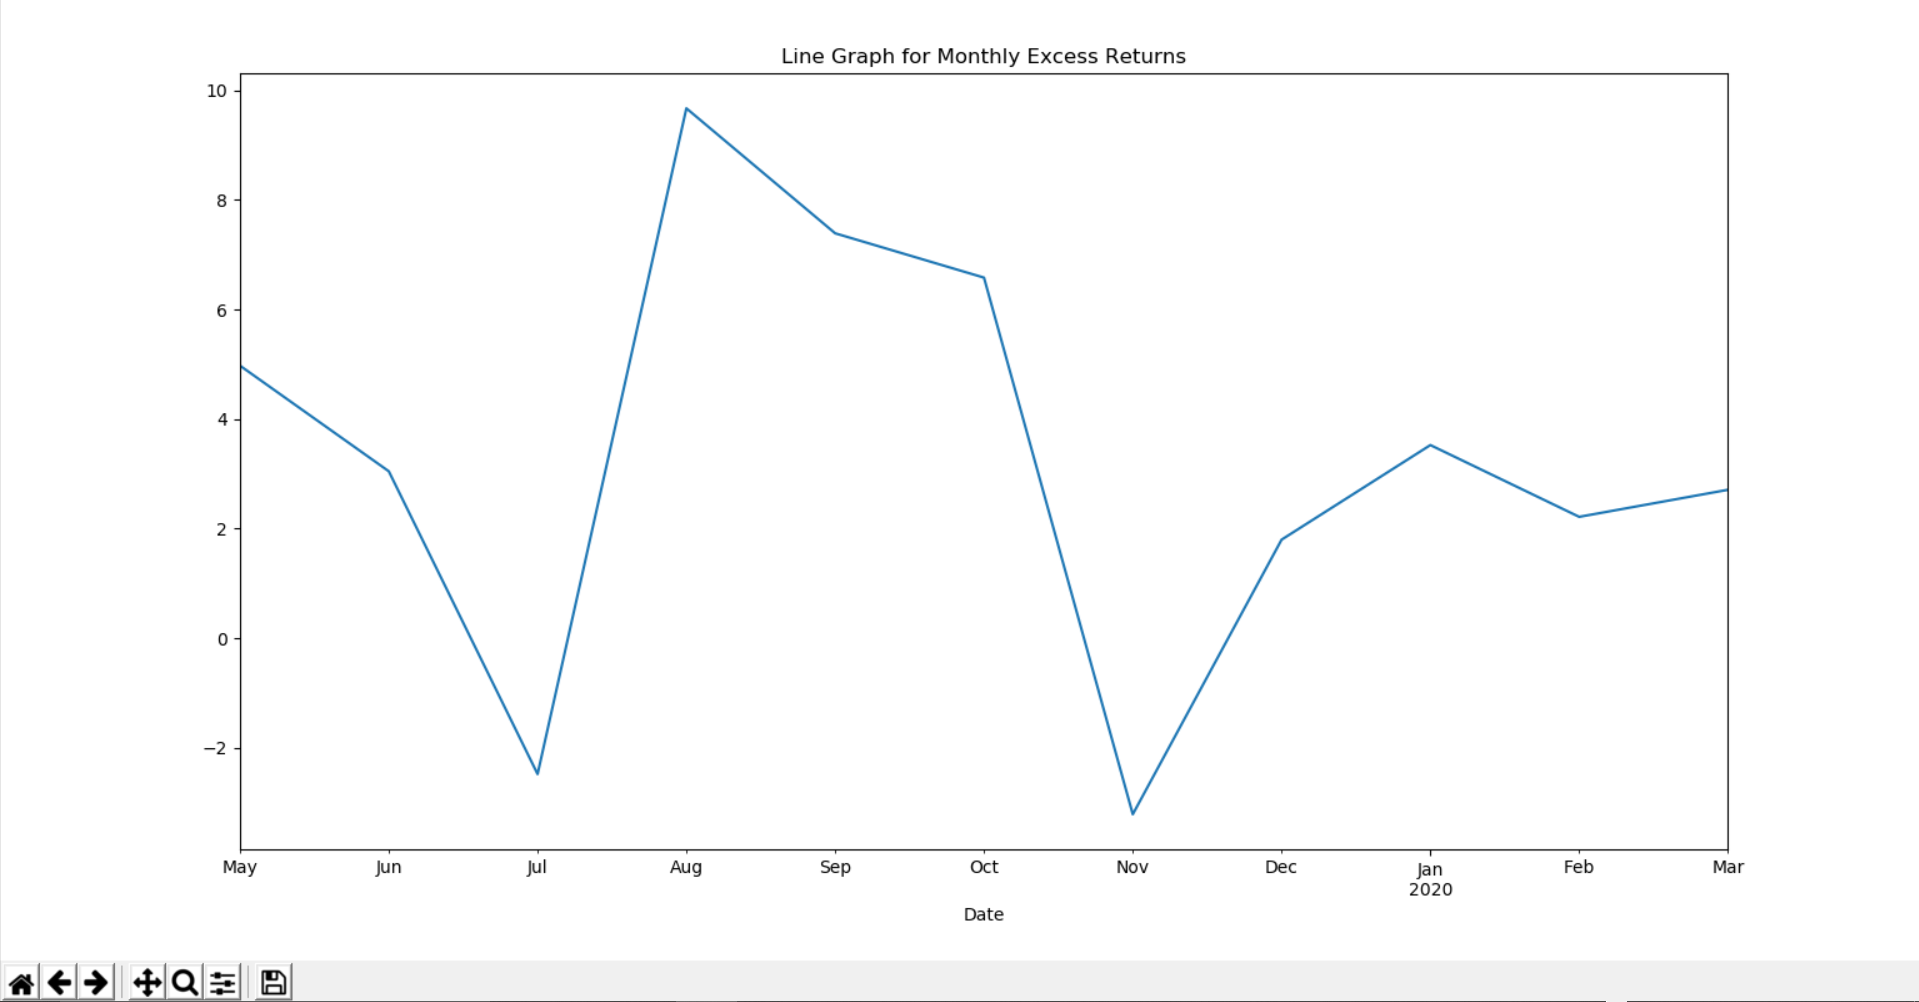 Line Graph for Monthly Excess Returns
10
8
6
4
2
0
−2
May Jun Jul Aug Sep Oct Nov Dec Jan Feb Mar
2020
Date